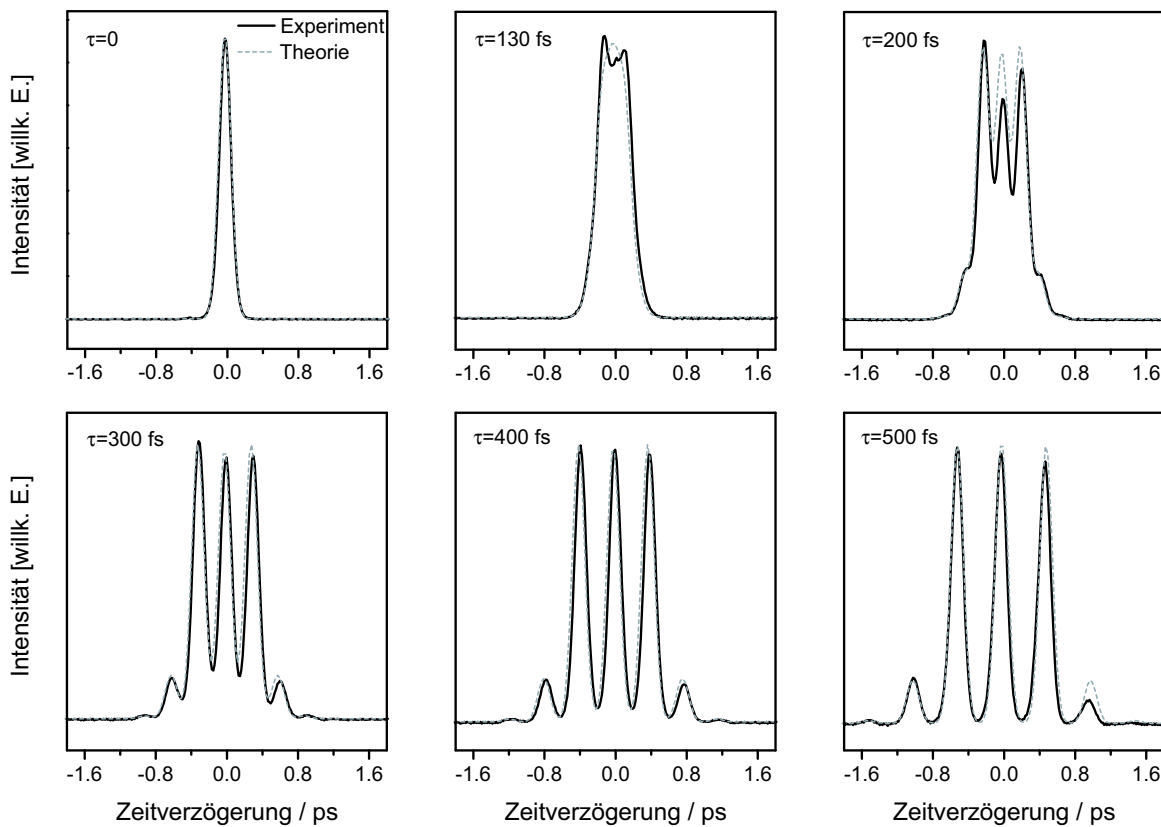 τ=0
Experiment
Theorie
τ=130 fs
τ=200 fs
Intensität [willk. E.]
-1.6 -0.8 0.0 0.8 1.6
-1.6 -0.8 0.0 0.8 1.6
-1.6 -0.8 0.0 0.8 1.6
τ=300 fs
τ=400 fs
τ=500 fs
Intensität [willk. E.]
-1.6 -0.8 0.0 0.8 1.6
-1.6 -0.8 0.0 0.8 1.6
-1.6 -0.8 0.0 0.8 1.6
Zeitverzögerung / ps
Zeitverzögerung / ps
Zeitverzögerung / ps